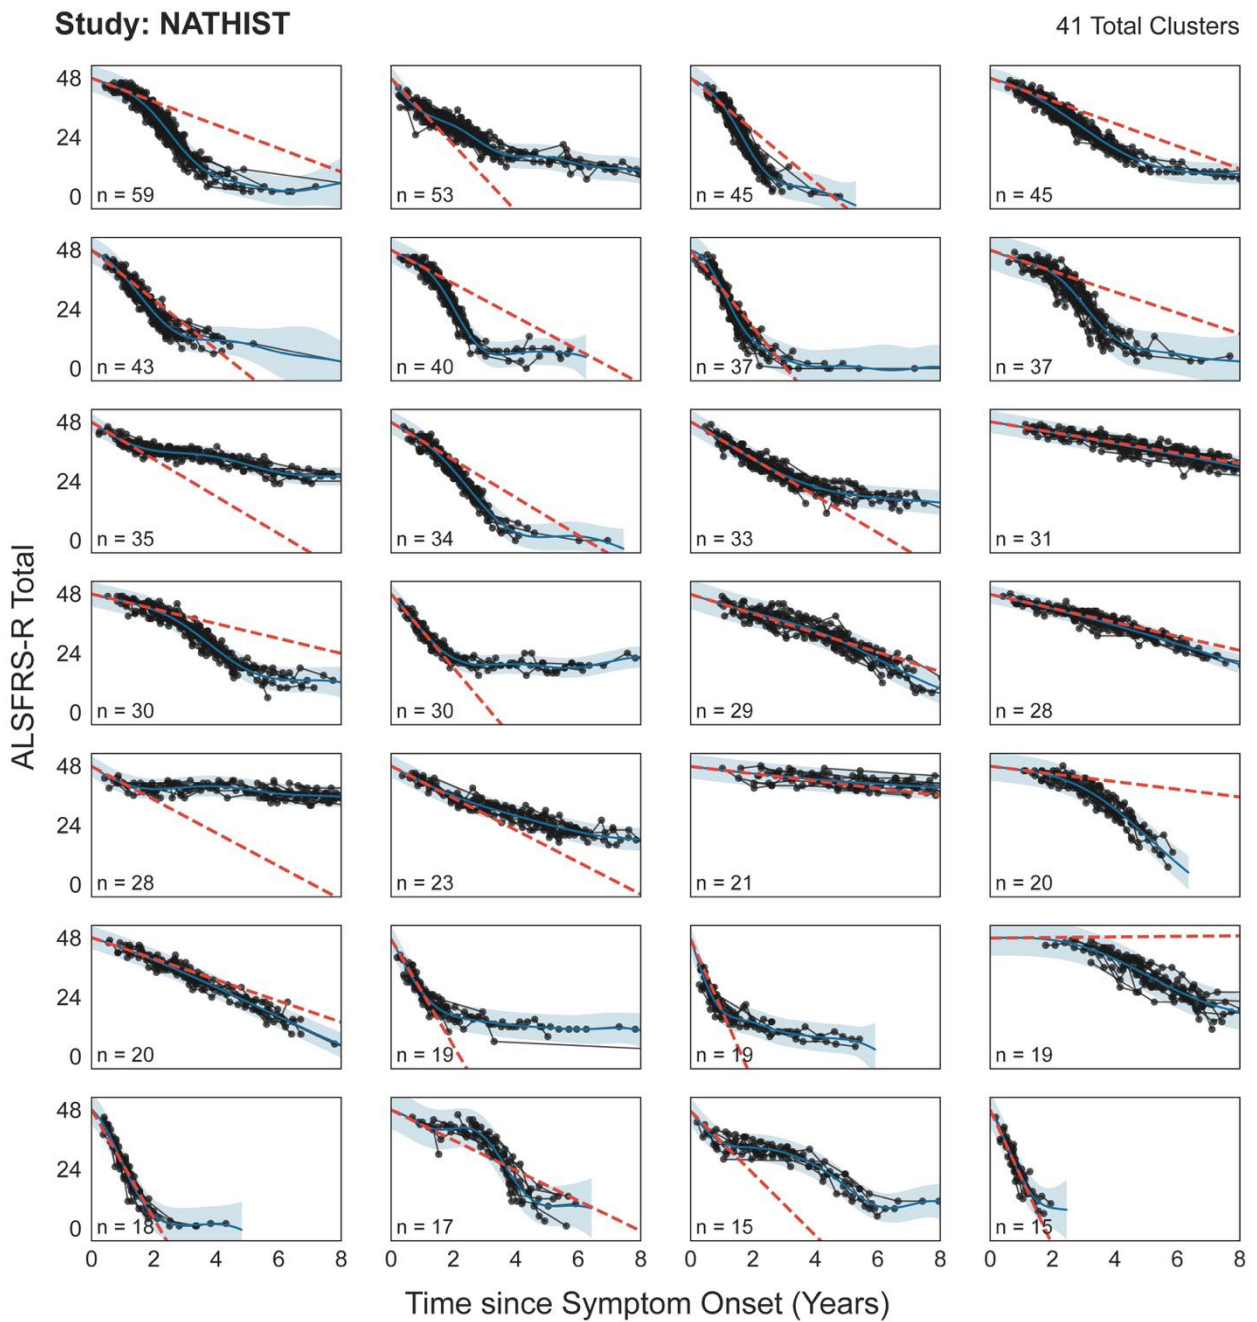 Study: NATHIST
41 Total Clusters
ALSFRS-R Total
48
24
0
n = 59
n = 53
n = 45
n = 45
48
24
0
n = 43
n = 40
n = 37
n = 37
48
24
0
n = 35
n = 34
n = 33
n = 31
48
24
0
n = 30
n = 30
n = 29
n = 28
48
24
0
n = 28
n = 23
n = 21
n = 20
48
24
0
n = 20
n = 19
n = 19
n = 19
48
24
0
n = 18
n = 17
n = 15
n = 15
0 2 4 6 8
0 2 4 6 8
0 2 4 6 8
0 2 4 6 8
Time since Symptom Onset (Years)